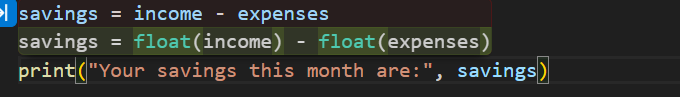 savings = income - expenses
savings = float(income) - float(expenses)
print("Your savings this month are:", savings)